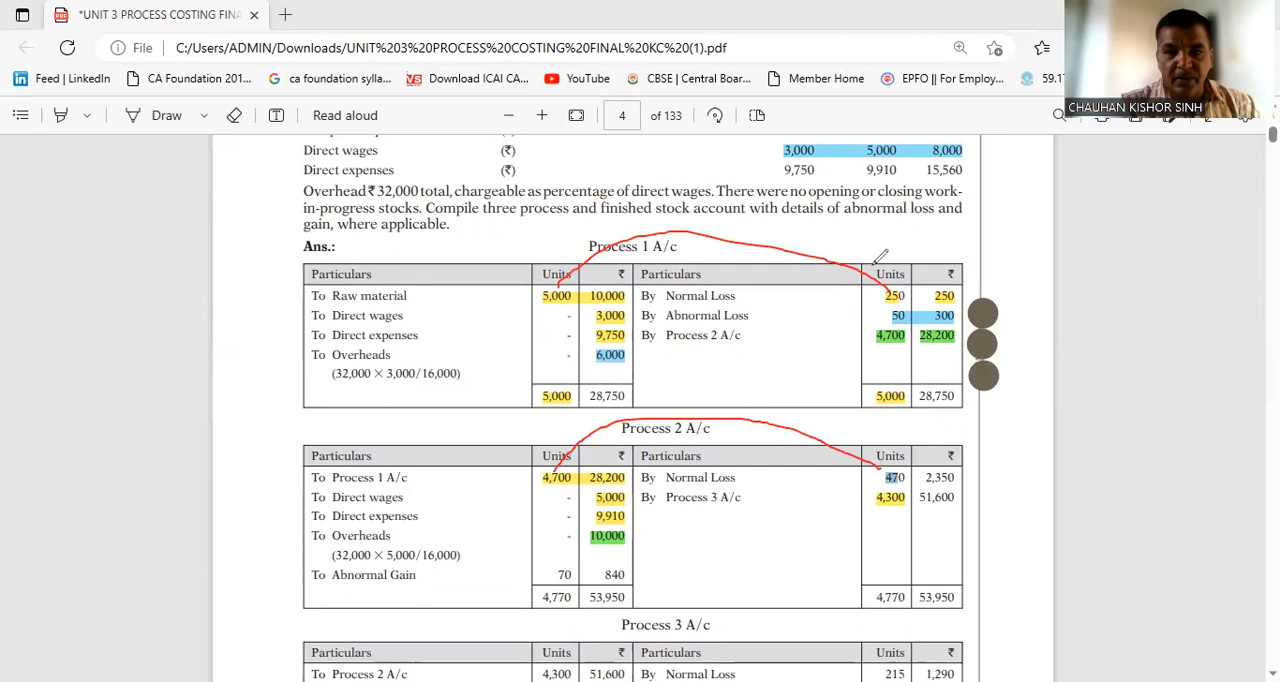 *UNIT 3 PROCESS COSTING FINA
File C:/Users/ADMIN/Downloads/UNIT%203%20PROCESS%20COSTING%20FINAL%20KC%20(1).pdf
Feed | LinkedIn CA Foundation 201... ca foundation sylla... Download ICAI CA... YouTube CBSE | Central Boar... Member Home EPFO || For Employ... 59.1
CHAUHAN KISHOR SINH
Draw Read aloud 4 of 133
Direct wages (₹) 3,000 5,000 8,000
Direct expenses (₹) 9,750 9,910 15,560
Overhead ₹ 32,000 total, chargeable as percentage of direct wages. There were no opening or closing work-
in-progress stocks. Compile three process and finished stock account with details of abnormal loss and
gain, where applicable.
Ans.: Process 1 A/c
Particulars Units ₹ Particulars Units ₹
To Raw material 5,000 10,000 By Normal Loss 250 250
To Direct wages - 3,000 By Abnormal Loss 50 300
To Direct expenses - 9,750 By Process 2 A/c 4,700 28,200
To Overheads - 6,000
(32,000 × 3,000/16,000)
5,000 28,750 5,000 28,750
Process 2 A/c
Particulars Units ₹ Particulars Units ₹
To Process 1 A/c 4,700 28,200 By Normal Loss 470 2,350
To Direct wages - 5,000 By Process 3 A/c 4,300 51,600
To Direct expenses - 9,910
To Overheads - 10,000
(32,000 × 5,000/16,000)
To Abnormal Gain 70 840
4,770 53,950 4,770 53,950
Process 3 A/c
Particulars Units ₹ Particulars Units ₹
To Process 2 A/c 4,300 51,600 By Normal Loss 215 1,290